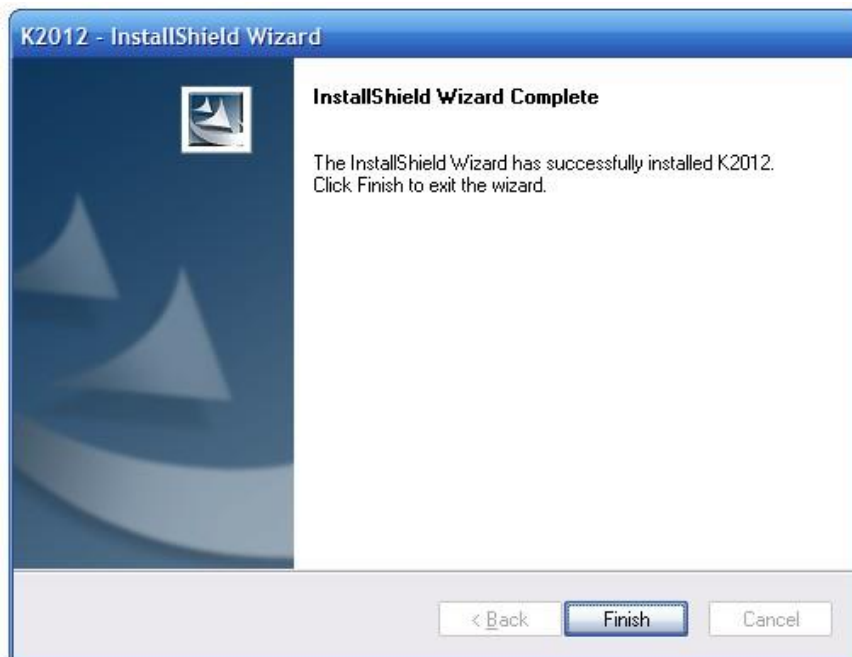 K2012 - InstallShield Wizard
InstallShield Wizard Complete
The InstallShield Wizard has successfully installed K2012.
Click Finish to exit the wizard.
< Back
Finish
Cancel